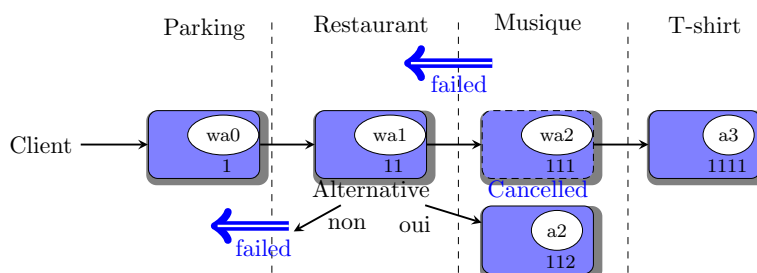 Parking Restaurant Musique T-shirt
failed
Client wa0 wa1 wa2 a3
1 11 111 1111
Alternative Cancelled
non oui a2
failed 112